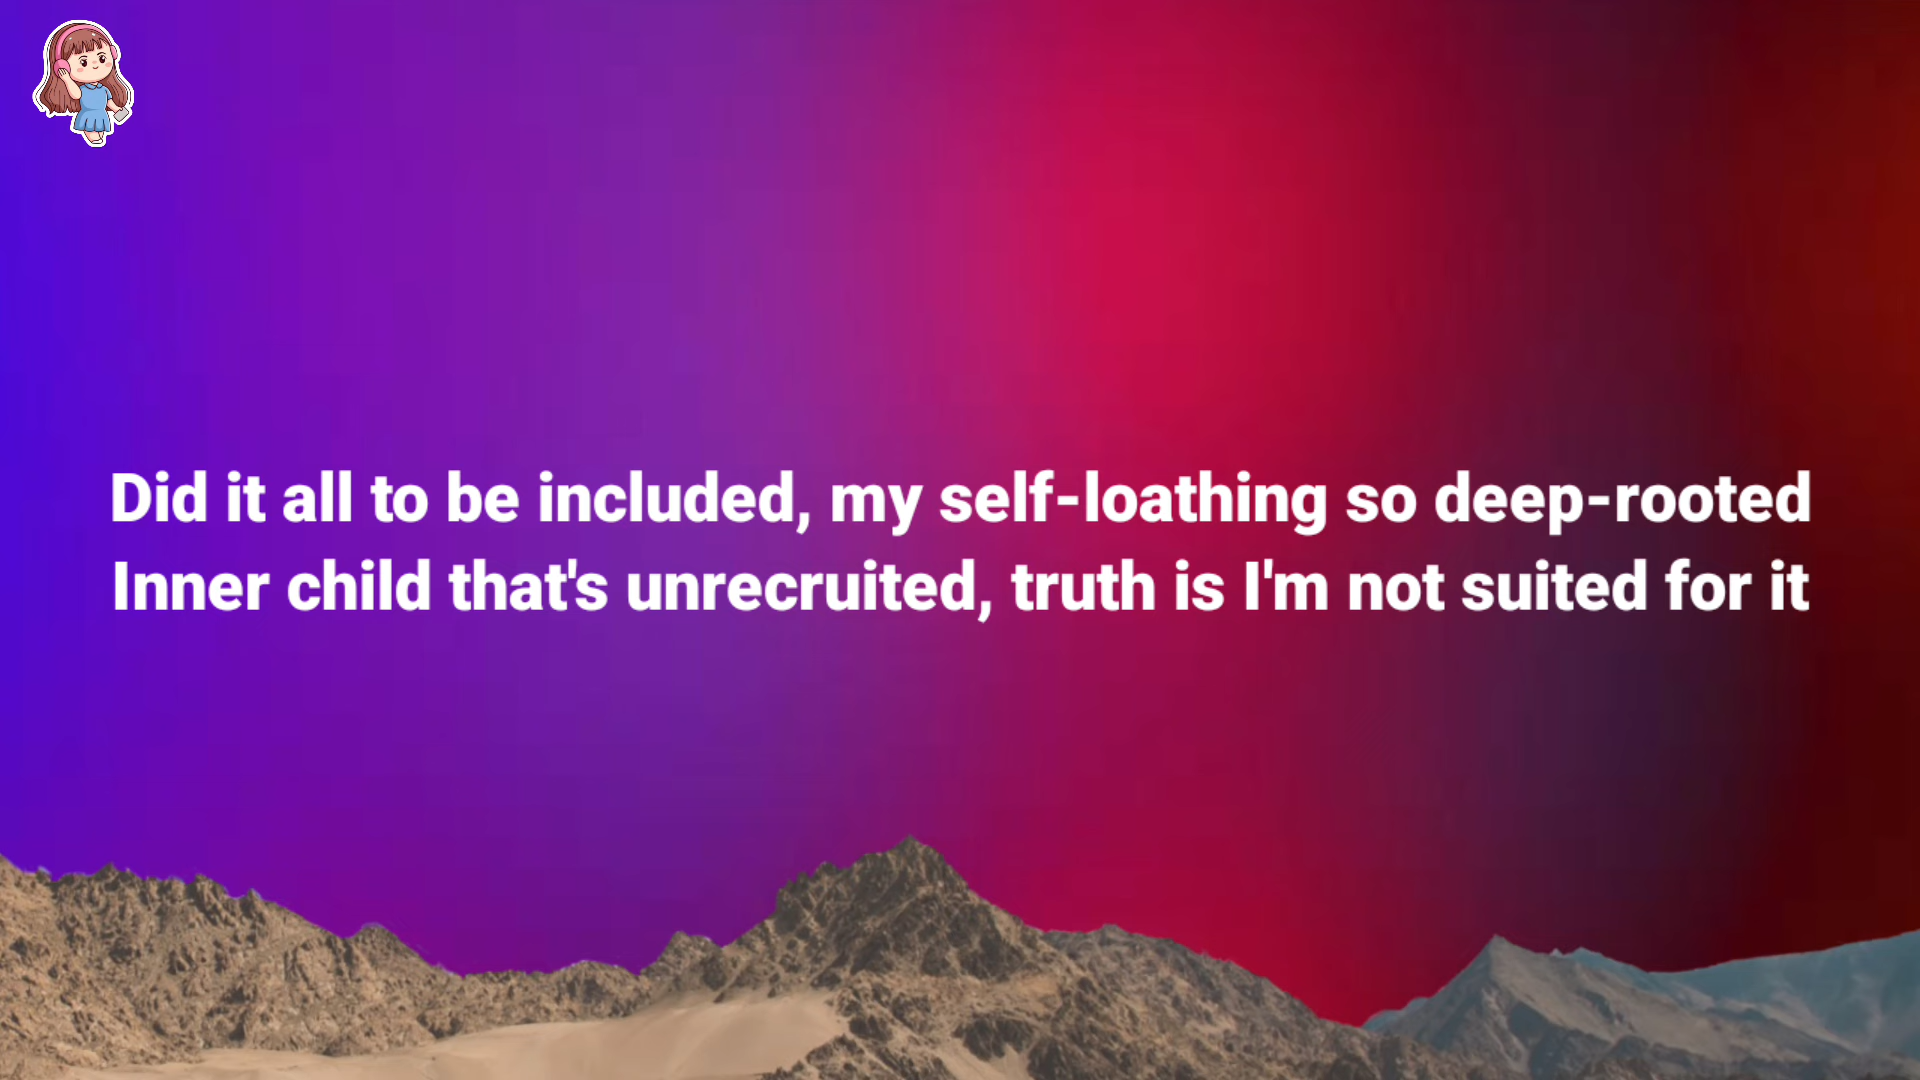 Did it all to be included, my self-loathing so deep-rooted
Inner child that's unrecruited, truth is I'm not suited for it